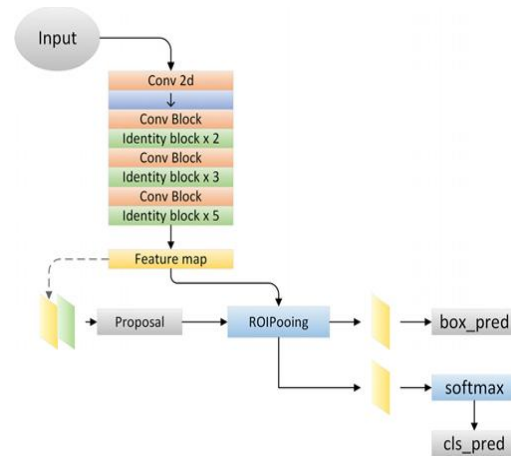 Input
Conv 2d
Conv Block
Identity block x 2
Conv Block
Identity block x 3
Conv Block
Identity block x 5
Feature map
Proposal
ROIPooing
box_pred
softmax
cls_pred